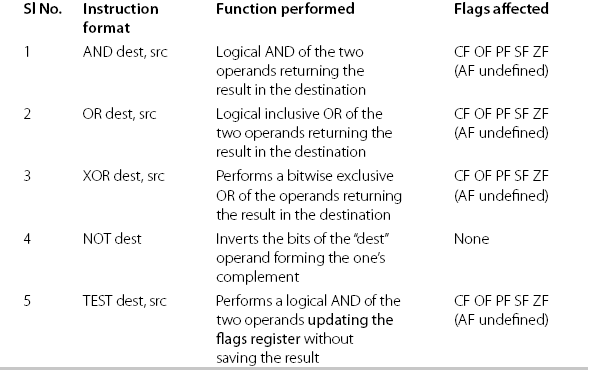 Sl No. Instruction format Function performed Flags affected
1 AND dest, src Logical AND of the two operands returning the result in the destination CF OF PF SF ZF (AF undefined)
2 OR dest, src Logical inclusive OR of the two operands returning the result in the destination CF OF PF SF ZF (AF undefined)
3 XOR dest, src Performs a bitwise exclusive OR of the operands returning the result in the destination CF OF PF SF ZF (AF undefined)
4 NOT dest Inverts the bits of the “dest” operand forming the one’s complement None
5 TEST dest, src Performs a logical AND of the two operands updating the flags register without saving the result CF OF PF SF ZF (AF undefined)